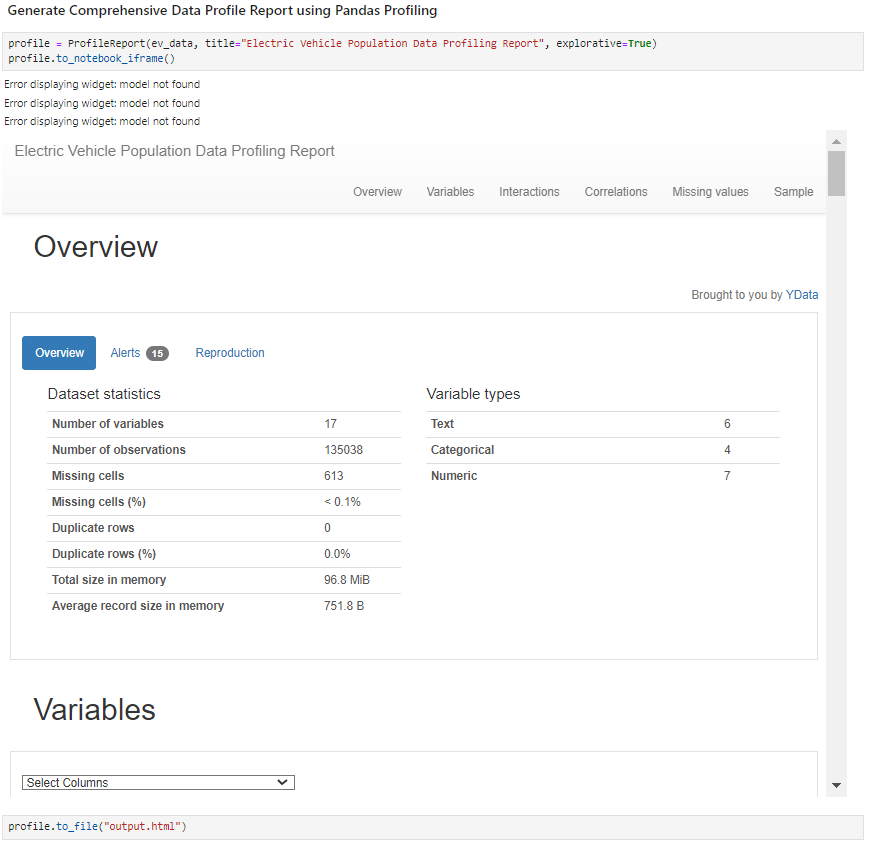 Generate Comprehensive Data Profile Report using Pandas Profiling
profile = ProfileReport(ev_data, title="Electric Vehicle Population Data Profiling Report", explorative=True)
profile.to_notebook_iframe()
Error displaying widget: model not found
Error displaying widget: model not found
Error displaying widget: model not found
Electric Vehicle Population Data Profiling Report
Overview Variables Interactions Correlations Missing values Sample
Overview
Brought to you by YData
Overview Alerts 15 Reproduction
Dataset statistics
Number of variables 17
Number of observations 135038
Missing cells 613
Missing cells (%) < 0.1%
Duplicate rows 0
Duplicate rows (%) 0.0%
Total size in memory 96.8 MiB
Average record size in memory 751.8 B
Variable types
Text 6
Categorical 4
Numeric 7
Variables
Select Columns
profile.to_file("output.html")